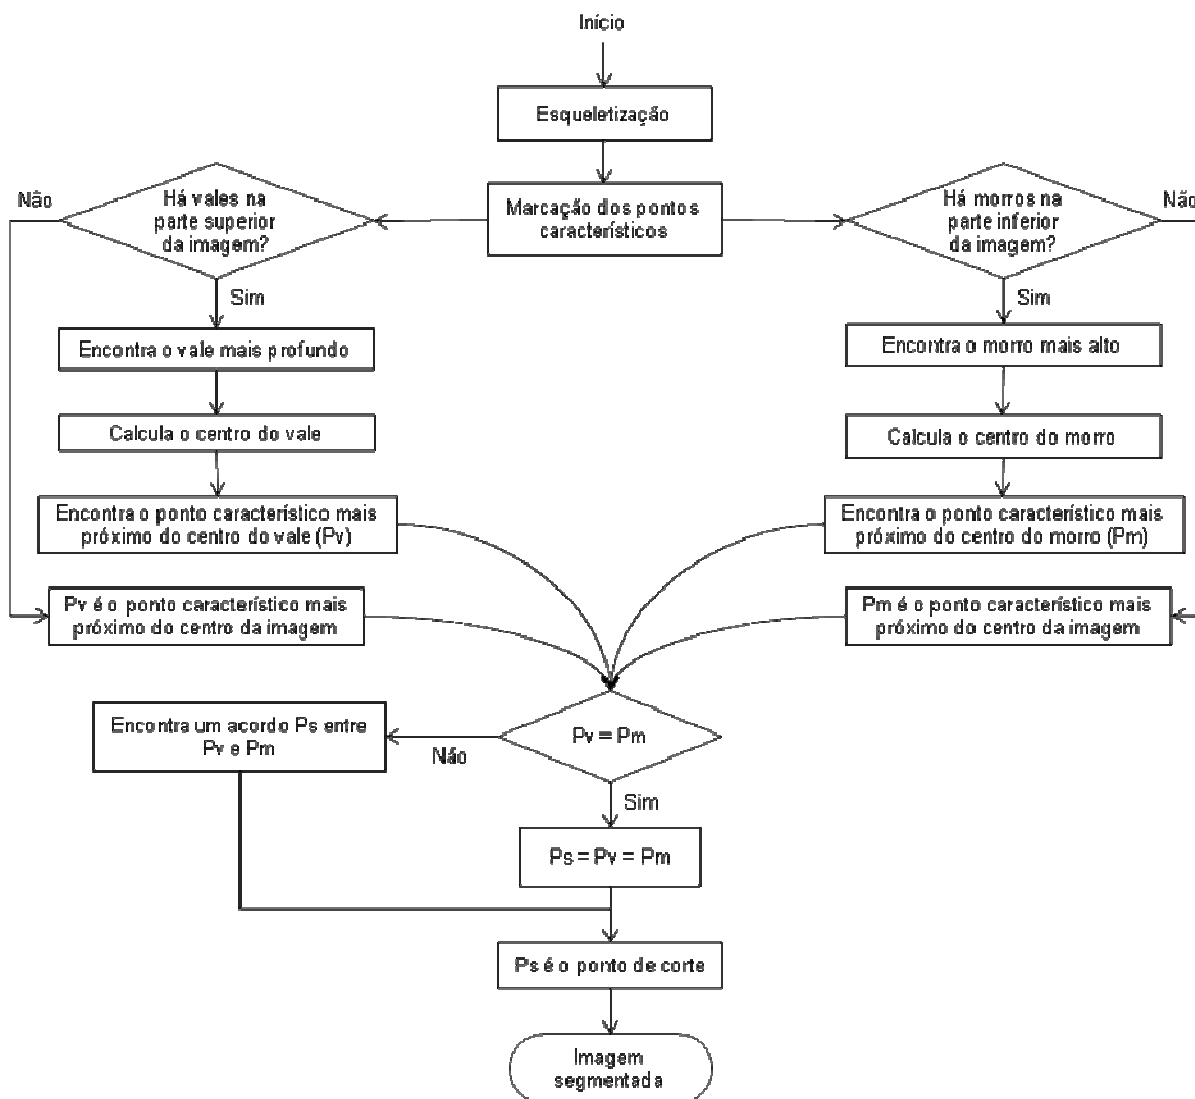 Início
Esqueletização
Marcação dos pontos
característicos
Não
Há vales na
parte superior
da imagem?
Sim
Encontra o vale mais profundo
Calcula o centro do vale
Encontra o ponto característico mais
próximo do centro do vale (Pv)
Pv é o ponto característico mais
próximo do centro da imagem
Há morros na
parte inferior
da imagem?
Não
Sim
Encontra o morro mais alto
Calcula o centro do morro
Encontra o ponto característico mais
próximo do centro do morro (Pm)
Pm é o ponto característico mais
próximo do centro da imagem
Pv = Pm
Não
Encontra um acordo Ps entre
Pv e Pm
Sim
Ps = Pv = Pm
Ps é o ponto de corte
Imagem
segmentada